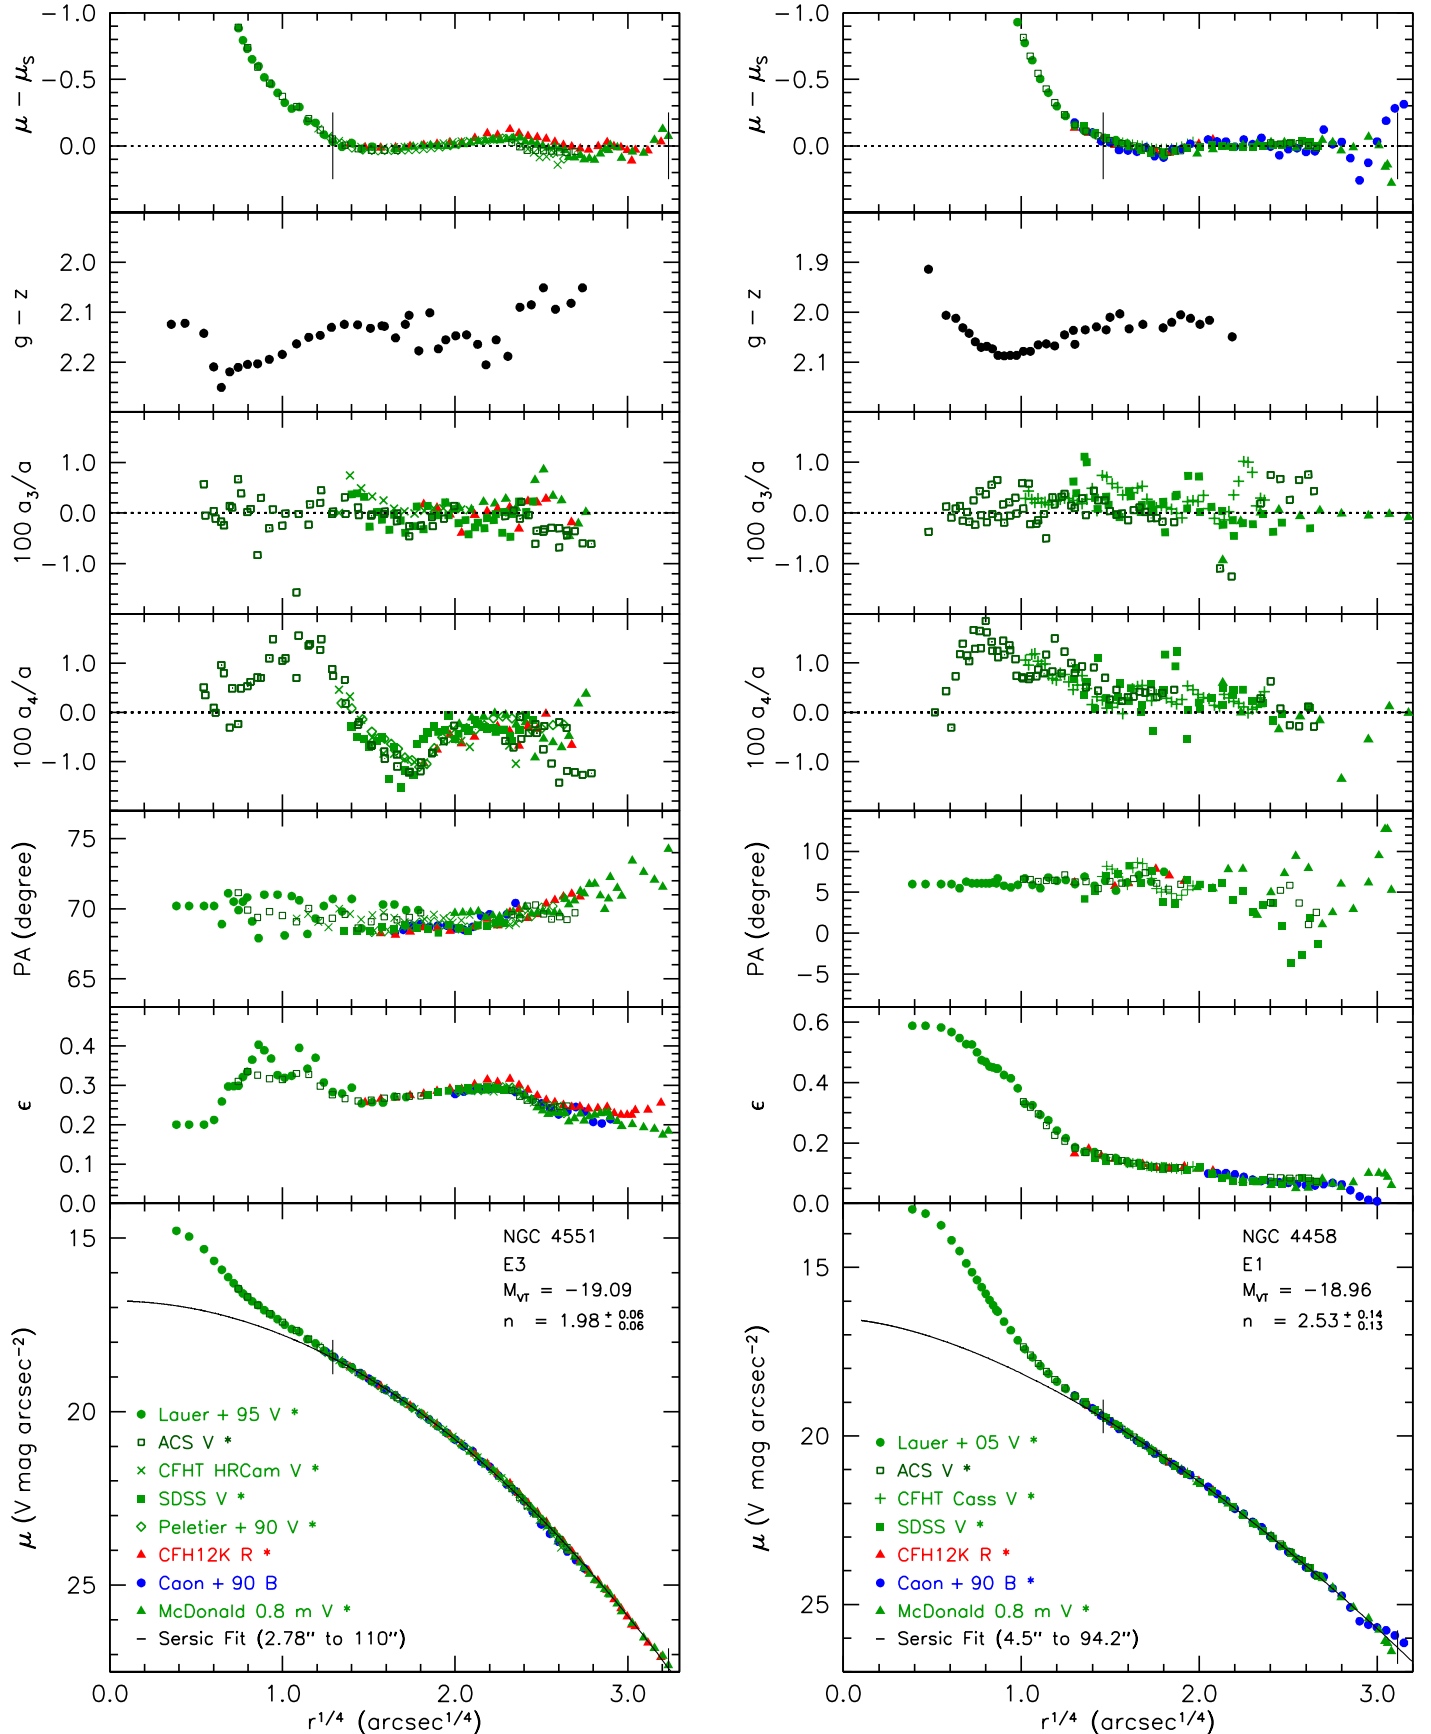 −1.0
−0.5
0.0
μ − μS
2.0
2.1
2.2
g − z
1.0
0.0
−1.0
100 a3/a
1.0
0.0
−1.0
100 a4/a
75
70
65
PA (degree)
0.4
0.3
0.2
0.1
0.0
ϵ
15
20
25
μ (V mag arcsec−2)
NGC 4551
E3
MVT = −19.09
n = 1.98 + 0.06 − 0.06
Lauer + 95 V *
ACS V *
CFHT HRCam V *
SDSS V *
Peletier + 90 V *
CFH12K R *
Caon + 90 B
McDonald 0.8 m V *
– Sersic Fit (2.78″ to 110″)
0.0 1.0 2.0 3.0
r1/4 (arcsec1/4)
−1.0
−0.5
0.0
μ − μS
1.9
2.0
2.1
g − z
1.0
0.0
−1.0
100 a3/a
1.0
0.0
−1.0
100 a4/a
10
5
0
−5
PA (degree)
0.6
0.4
0.2
0.0
ϵ
15
20
25
μ (V mag arcsec−2)
NGC 4458
E1
MVT = −18.96
n = 2.53 + 0.14 − 0.13
Lauer + 05 V *
ACS V *
CFHT Cass V *
SDSS V *
CFH12K R *
Caon + 90 B *
McDonald 0.8 m V *
– Sersic Fit (4.5″ to 94.2″)
0.0 1.0 2.0 3.0
r1/4 (arcsec1/4)